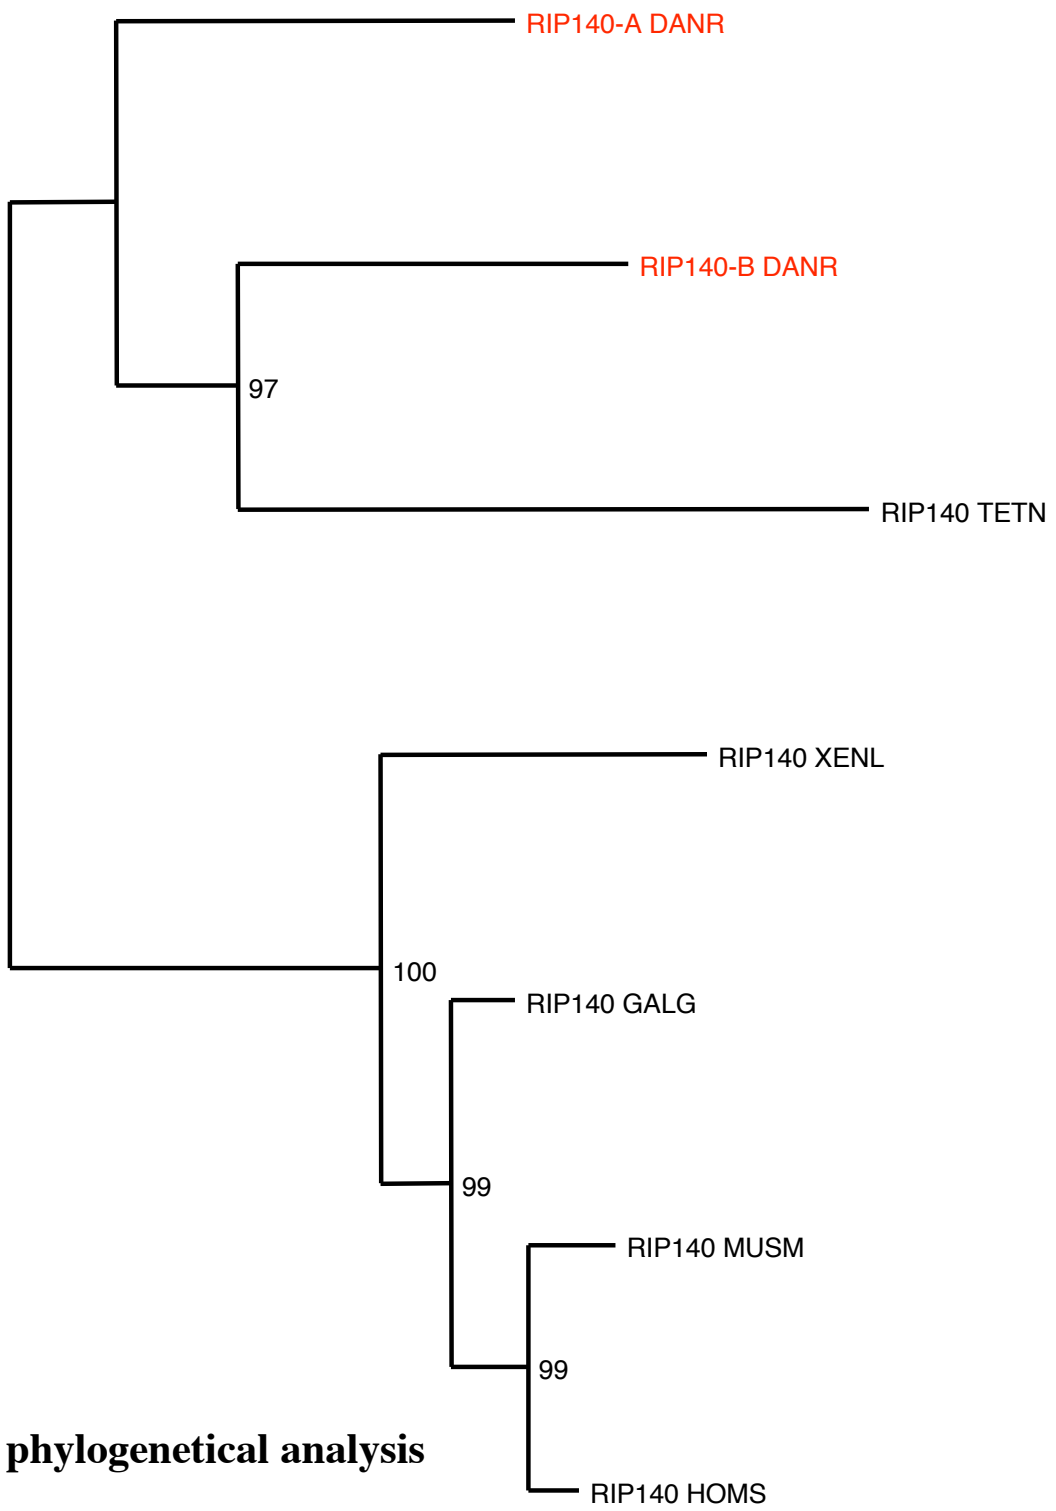 RIP140-A DANR
RIP140-B DANR
97
RIP140 TETN
RIP140 XENL
100
RIP140 GALG
99
RIP140 MUSM
99
phylogenetical analysis
RIP140 HOMS